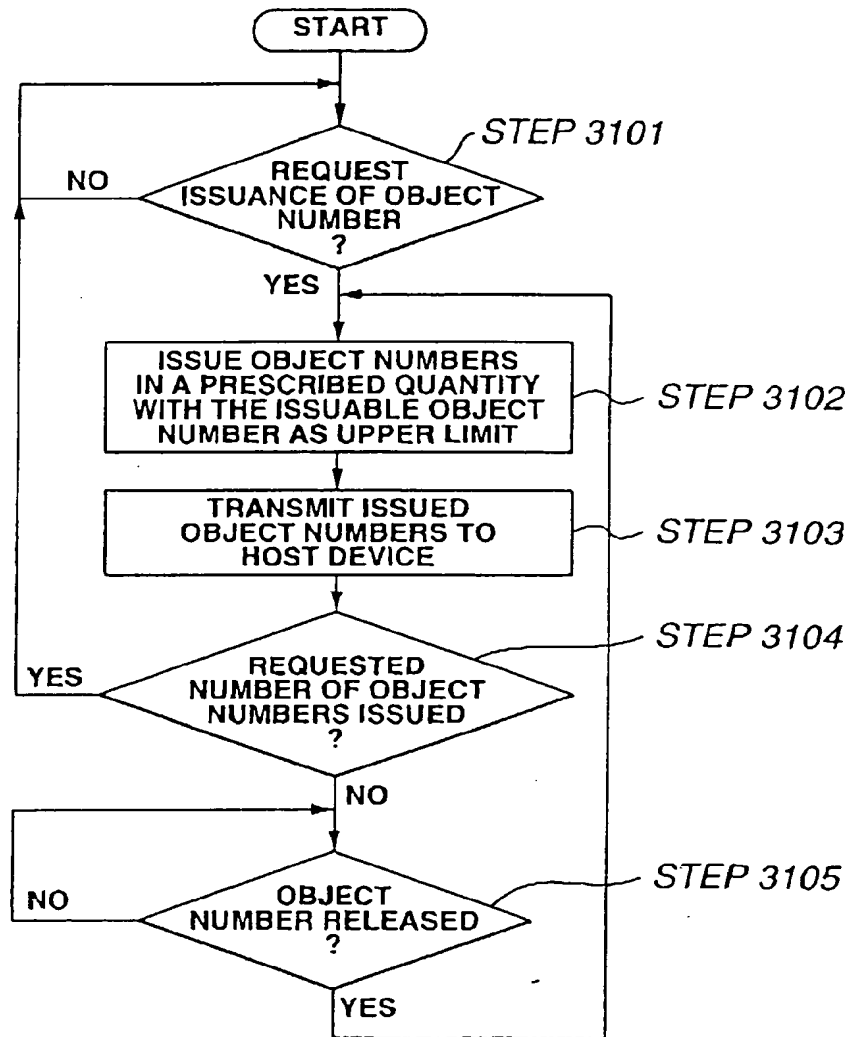 START
STEP 3101
REQUEST
ISSUANCE OF OBJECT
NUMBER
?
NO
YES
ISSUE OBJECT NUMBERS
IN A PRESCRIBED QUANTITY
WITH THE ISSUABLE OBJECT
NUMBER AS UPPER LIMIT
STEP 3102
TRANSMIT ISSUED
OBJECT NUMBERS TO
HOST DEVICE
STEP 3103
STEP 3104
REQUESTED
NUMBER OF OBJECT
NUMBERS ISSUED
?
YES
NO
STEP 3105
OBJECT
NUMBER RELEASED
?
NO
YES